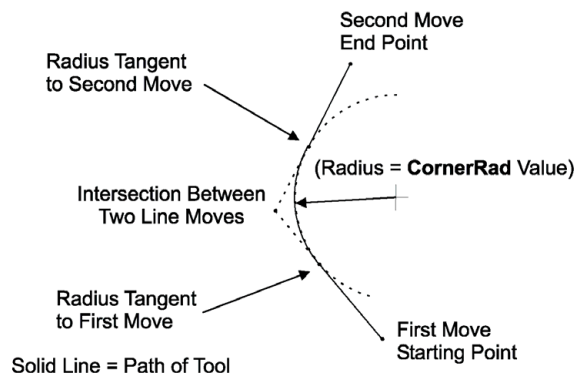 Second Move
End Point
Radius Tangent
to Second Move
(Radius = CornerRad Value)
Intersection Between
Two Line Moves
Radius Tangent
to First Move
First Move
Starting Point
Solid Line = Path of Tool